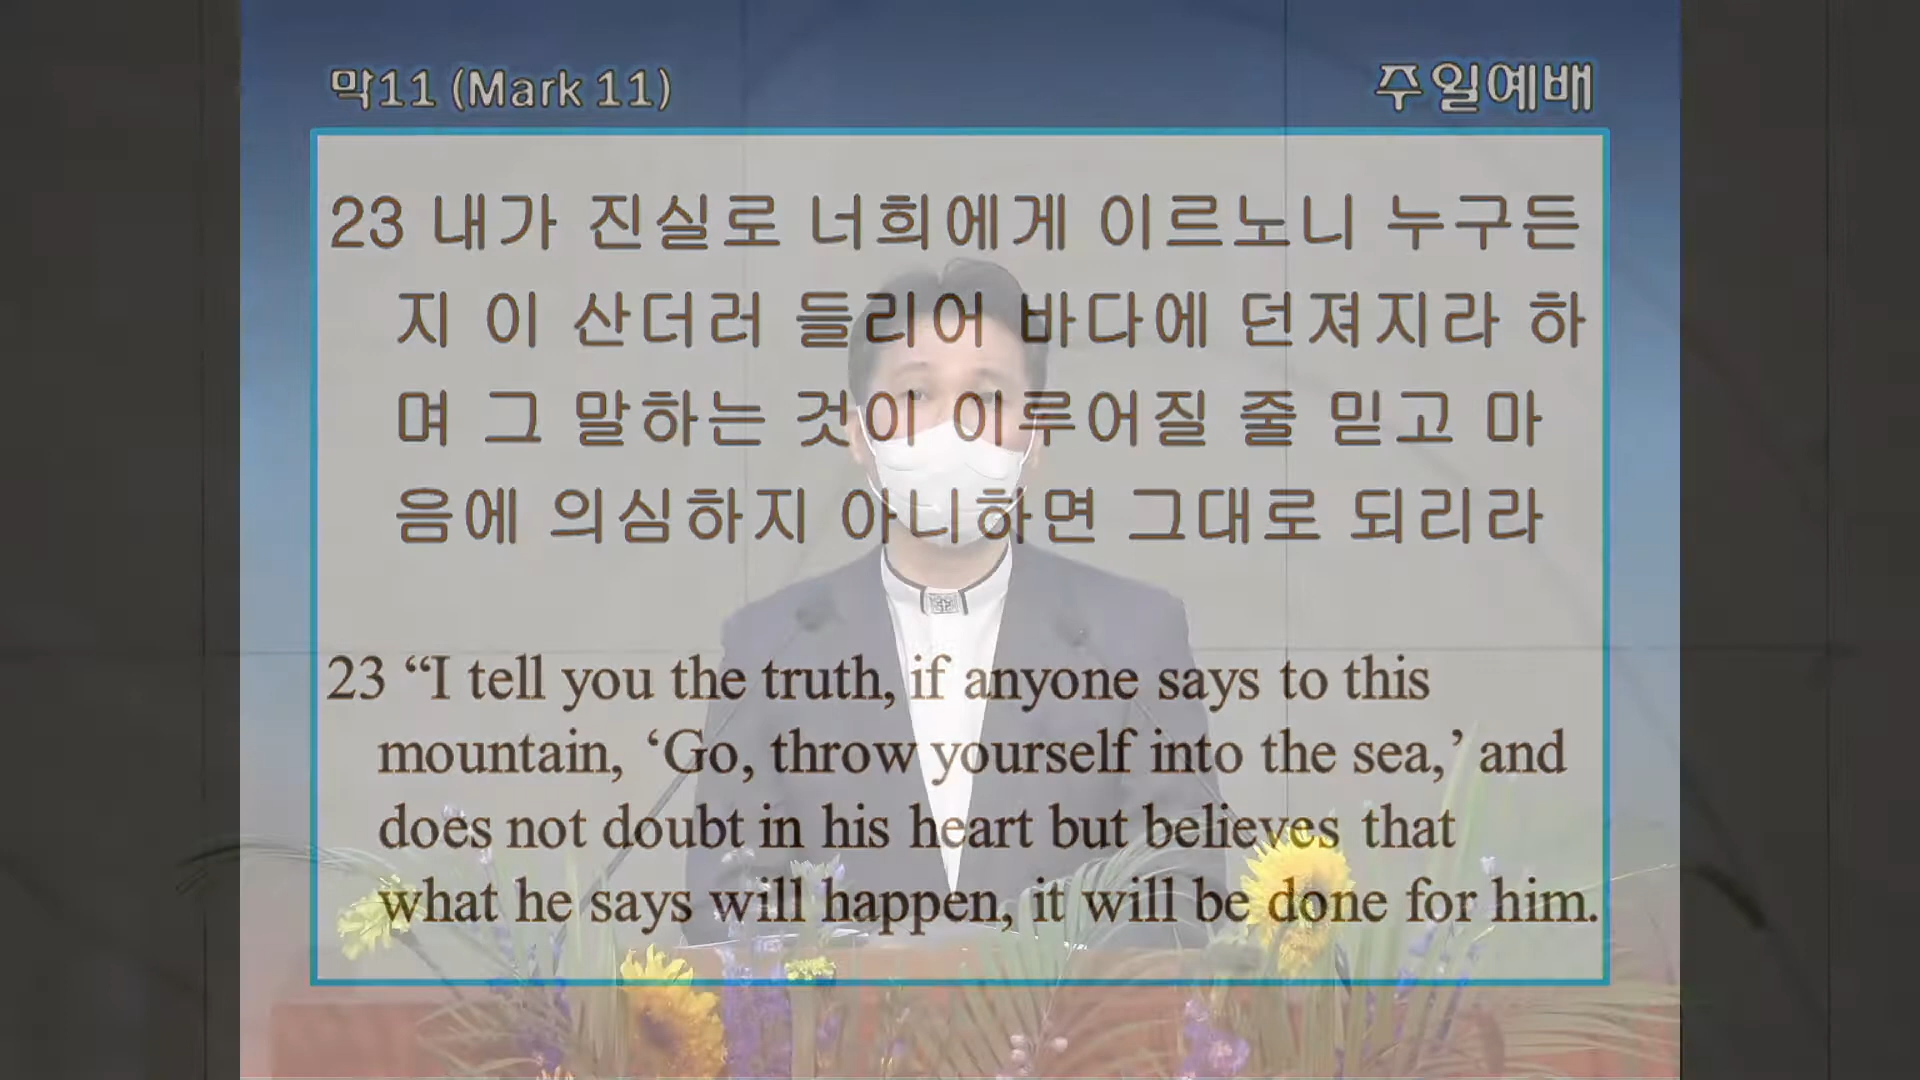 막11 (Mark 11)
주일예배
23 내가 진실로 너희에게 이르노니 누구든
지 이 산더러 들리어 바다에 던져지라 하
며 그 말하는 것이 이루어질 줄 믿고 마
음에 의심하지 아니하면 그대로 되리라
23 “I tell you the truth, if anyone says to this
mountain, ‘Go, throw yourself into the sea,’ and
does not doubt in his heart but believes that
what he says will happen, it will be done for him.